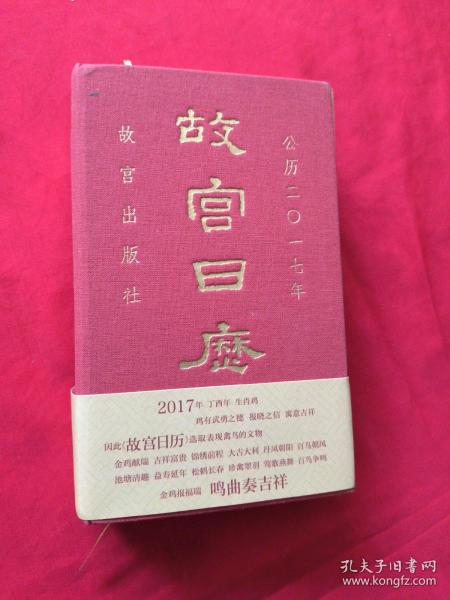 公历二〇一七年
故宫日歷
故宫出版社
2017年 丁酉年 生肖鸡
鸡有武勇之德 报晓之信 寓意吉祥
因此《故宫日历》选取表现禽鸟的文物
金鸡献瑞 吉祥富贵 锦绣前程 大吉大利 丹凤朝阳 百鸟朝凤
池塘清趣 益寿延年 松鹤长春 珍禽翠羽 莺歌燕舞 百鸟争鸣
金鸡报福瑞 鸣曲奏吉祥
孔夫子旧书网
www.kongfz.com